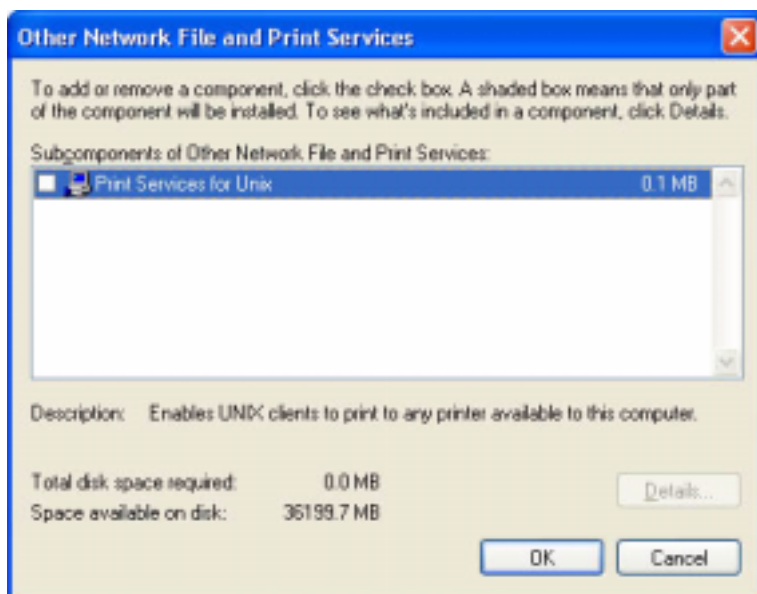 Other Network File and Print Services
To add or remove a component, click the check box. A shaded box means that only part
of the component will be installed. To see what's included in a component, click Details.
Subcomponents of Other Network File and Print Services:
Print Services for Unix 0.1 MB
Description: Enables UNIX clients to print to any printer available to this computer.
Total disk space required: 0.0 MB
Space available on disk: 36199.7 MB
Details...
OK Cancel